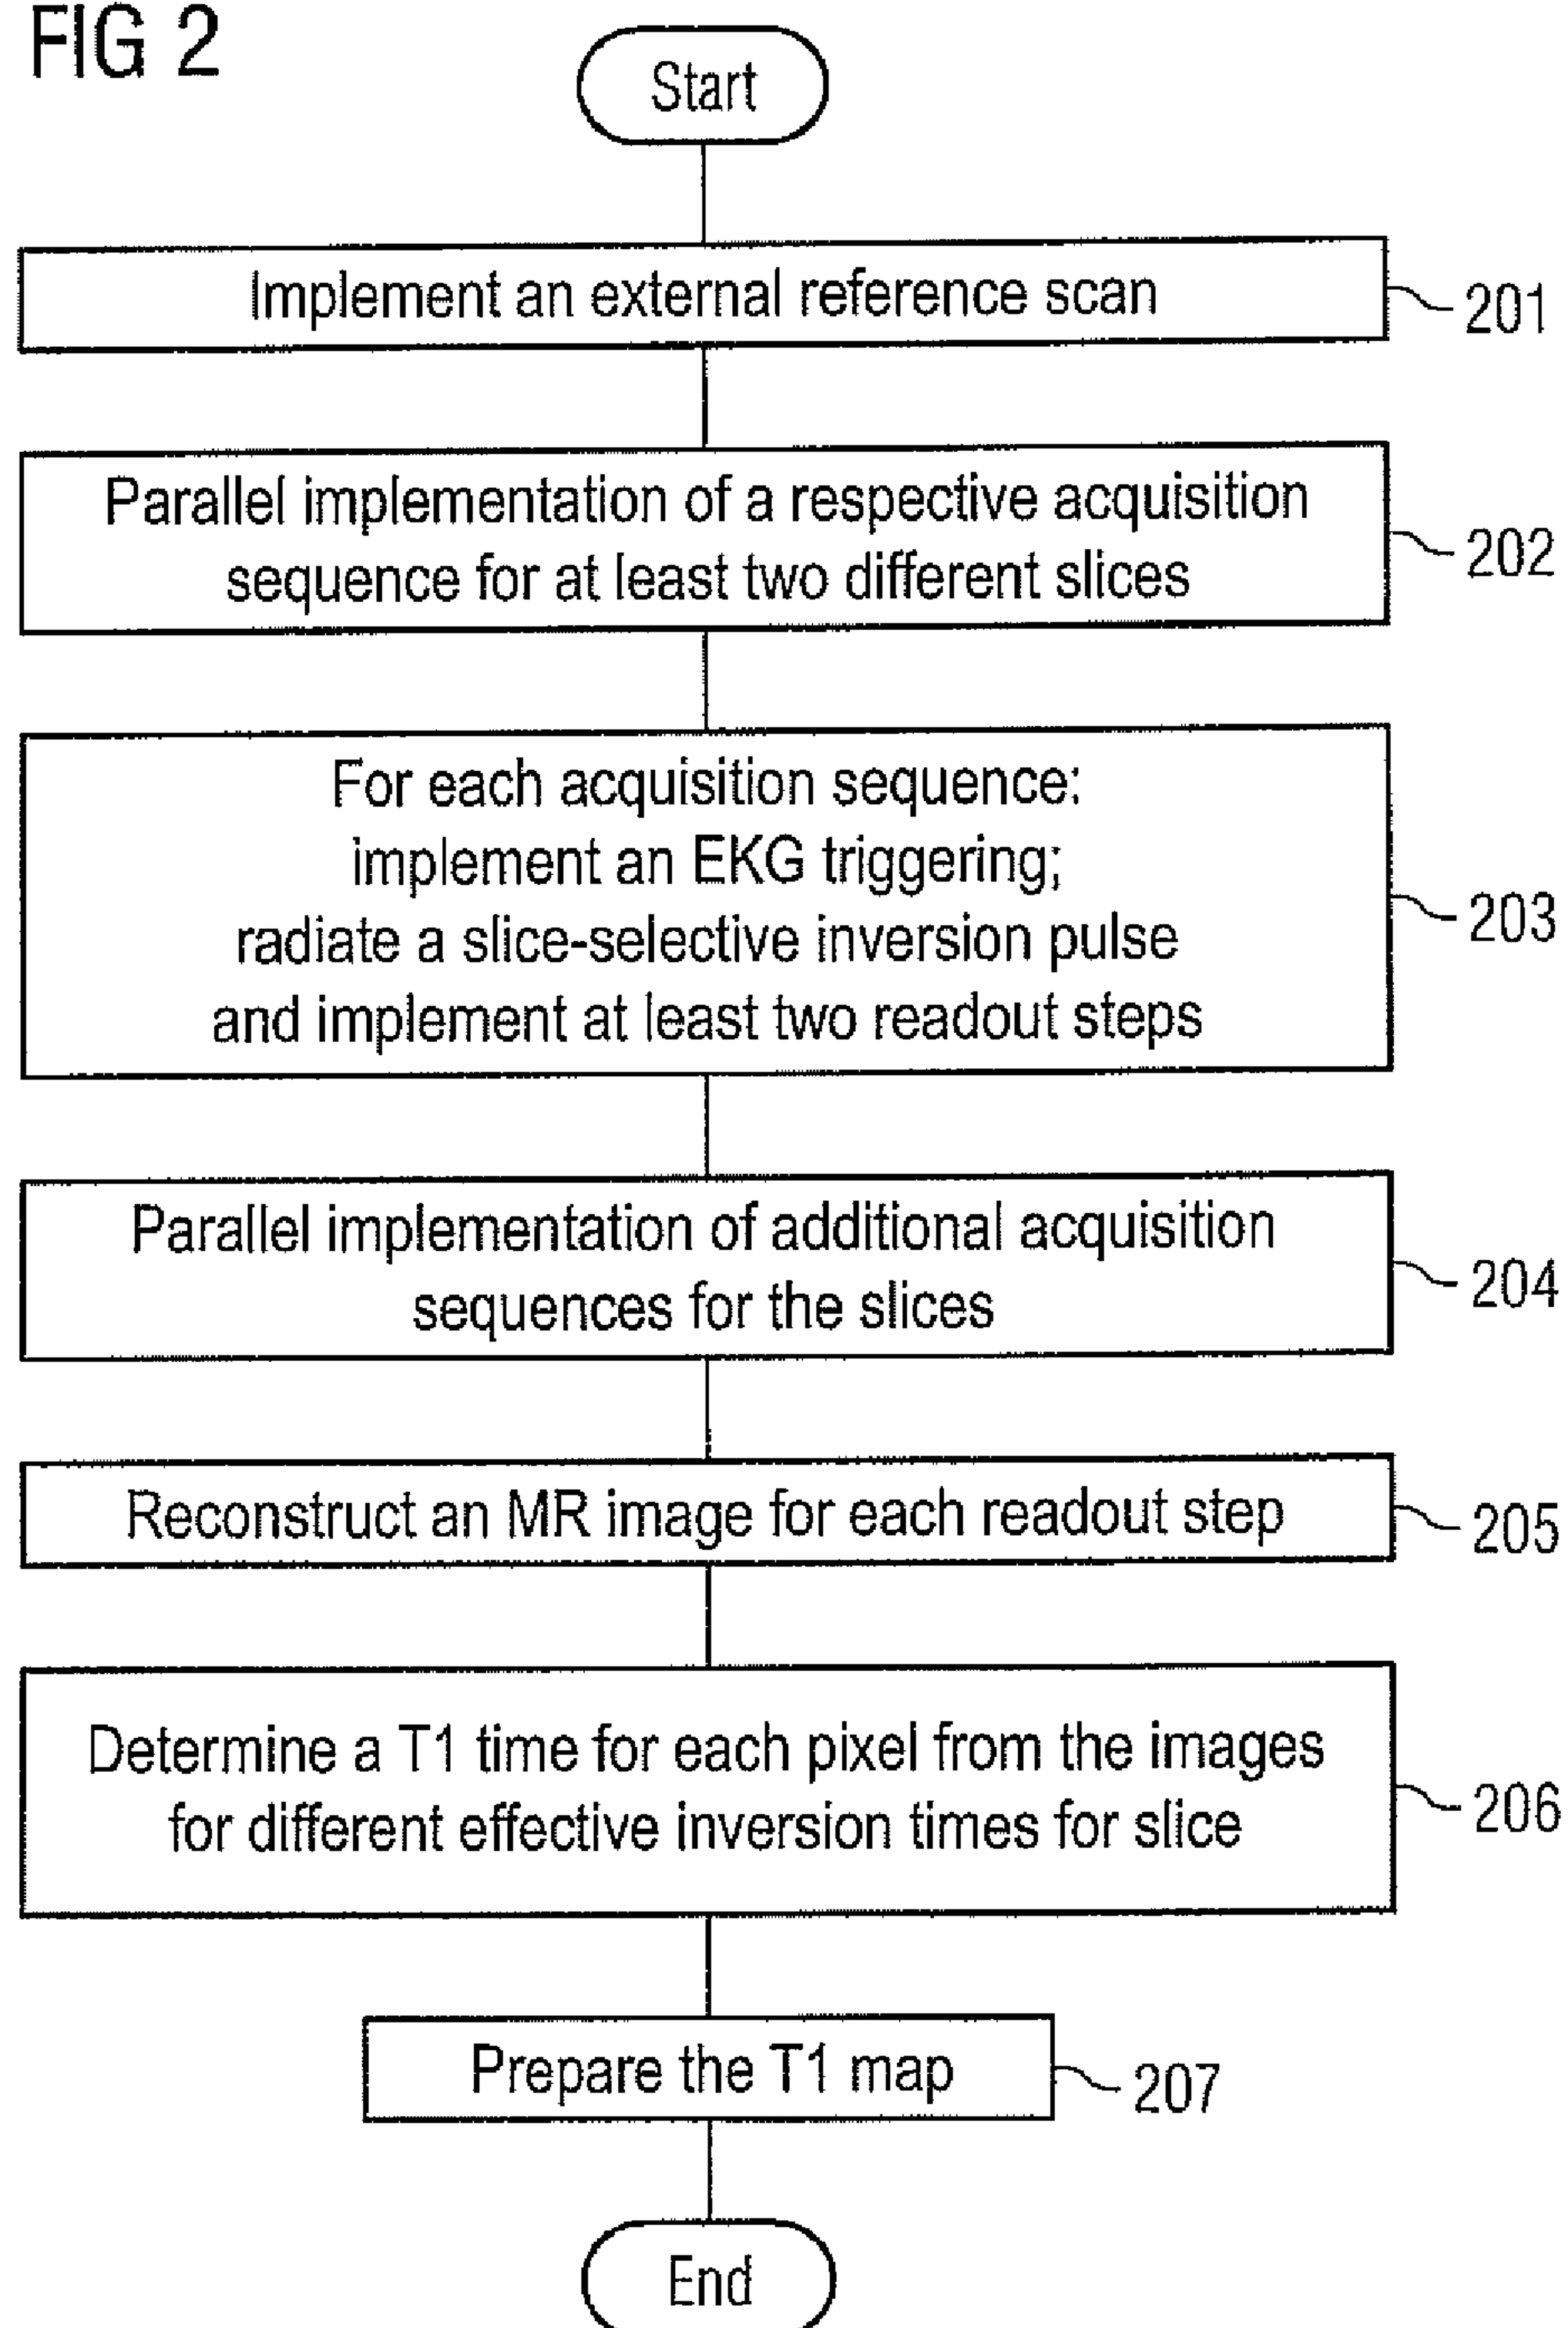 FIG 2
Start
Implement an external reference scan
201
Parallel implementation of a respective acquisition
sequence for at least two different slices
202
For each acquisition sequence:
implement an EKG triggering;
radiate a slice-selective inversion pulse
and implement at least two readout steps
203
Parallel implementation of additional acquisition
sequences for the slices
204
Reconstruct an MR image for each readout step
205
Determine a T1 time for each pixel from the images
for different effective inversion times for slice
206
Prepare the T1 map
207
End